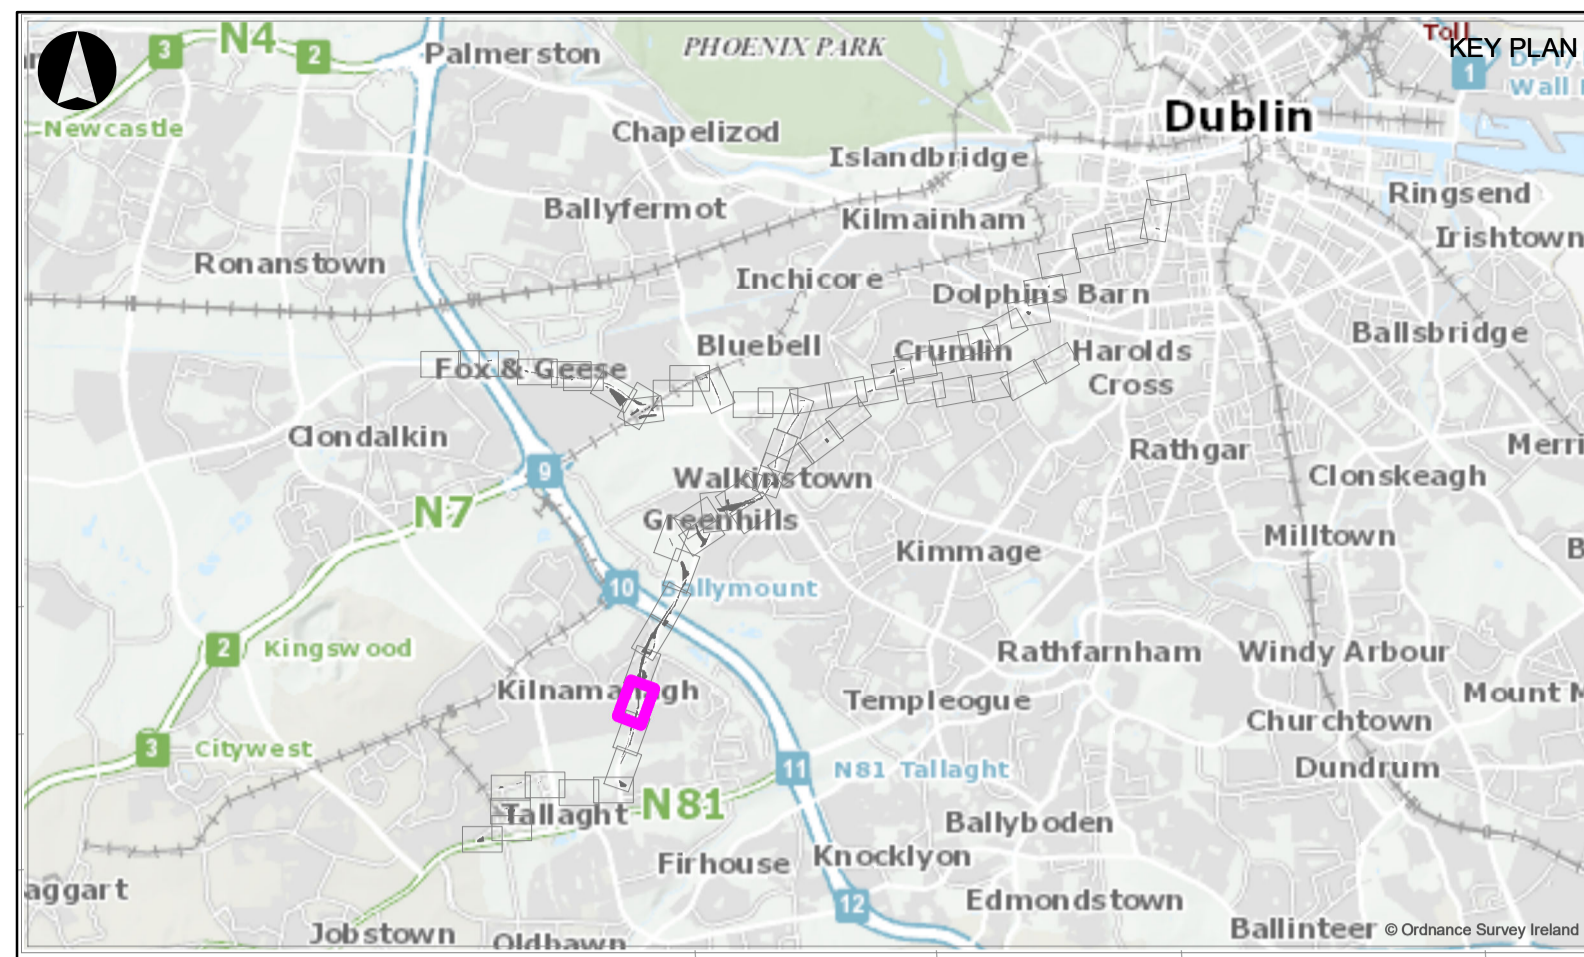 KEY PLAN
Toll
N4
3
2
1
Palmerston
PHOENIX PARK
Newcastle
Chapelizod
Dublin
Islandbridge
Ballyfermot
Kilmainham
Ringsend
Irishtown
Ronanstown
Inchicore
Dolphins Barn
Bluebell
Crumlin
Harolds
Cross
Ballsbridge
Fox & Geese
Clondalkin
9
N7
Walkinstown
Rathgar
Clonskeagh
Greenhills
Kimmage
Milltown
10
Ballymount
2
Kingswood
Rathfarnham
Windy Arbour
Kilnamanagh
Templeogue
Churchtown
3
Citywest
11
N81 Tallaght
Dundrum
Tallaght
N81
Ballyboden
Firhouse
Knocklyon
aggart
12
Edmondstown
Jobstown
Oldbawn
Ballinteer
© Ordnance Survey Ireland